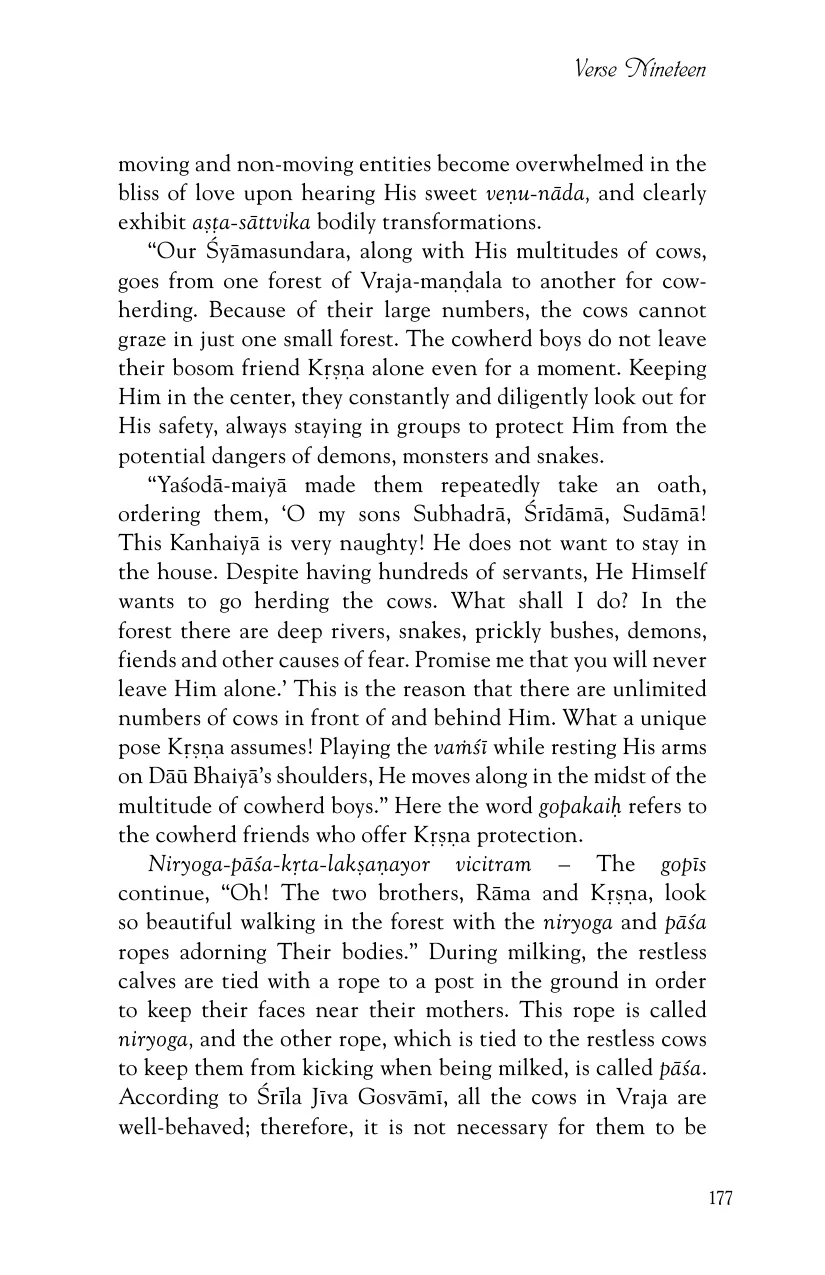 Verse Nineteen
moving and non-moving entities become overwhelmed in the
bliss of love upon hearing His sweet veṇu-nāda, and clearly
exhibit aṣṭa-sāttvika bodily transformations.
“Our Śyāmasundara, along with His multitudes of cows,
goes from one forest of Vraja-maṇḍala to another for cow-
herding. Because of their large numbers, the cows cannot
graze in just one small forest. The cowherd boys do not leave
their bosom friend Kṛṣṇa alone even for a moment. Keeping
Him in the center, they constantly and diligently look out for
His safety, always staying in groups to protect Him from the
potential dangers of demons, monsters and snakes.
“Yaśodā-maiyā made them repeatedly take an oath,
ordering them, ‘O my sons Subhadrā, Śrīdāmā, Sudāmā!
This Kanhaiyā is very naughty! He does not want to stay in
the house. Despite having hundreds of servants, He Himself
wants to go herding the cows. What shall I do? In the
forest there are deep rivers, snakes, prickly bushes, demons,
fiends and other causes of fear. Promise me that you will never
leave Him alone.’ This is the reason that there are unlimited
numbers of cows in front of and behind Him. What a unique
pose Kṛṣṇa assumes! Playing the vaṁśī while resting His arms
on Dāū Bhaiyā’s shoulders, He moves along in the midst of the
multitude of cowherd boys.” Here the word gopakaiḥ refers to
the cowherd friends who offer Kṛṣṇa protection.
Niryoga-pāśa-kṛta-lakṣaṇayor vicitram – The gopīs
continue, “Oh! The two brothers, Rāma and Kṛṣṇa, look
so beautiful walking in the forest with the niryoga and pāśa
ropes adorning Their bodies.” During milking, the restless
calves are tied with a rope to a post in the ground in order
to keep their faces near their mothers. This rope is called
niryoga, and the other rope, which is tied to the restless cows
to keep them from kicking when being milked, is called pāśa.
According to Śrīla Jīva Gosvāmī, all the cows in Vraja are
well-behaved; therefore, it is not necessary for them to be
177